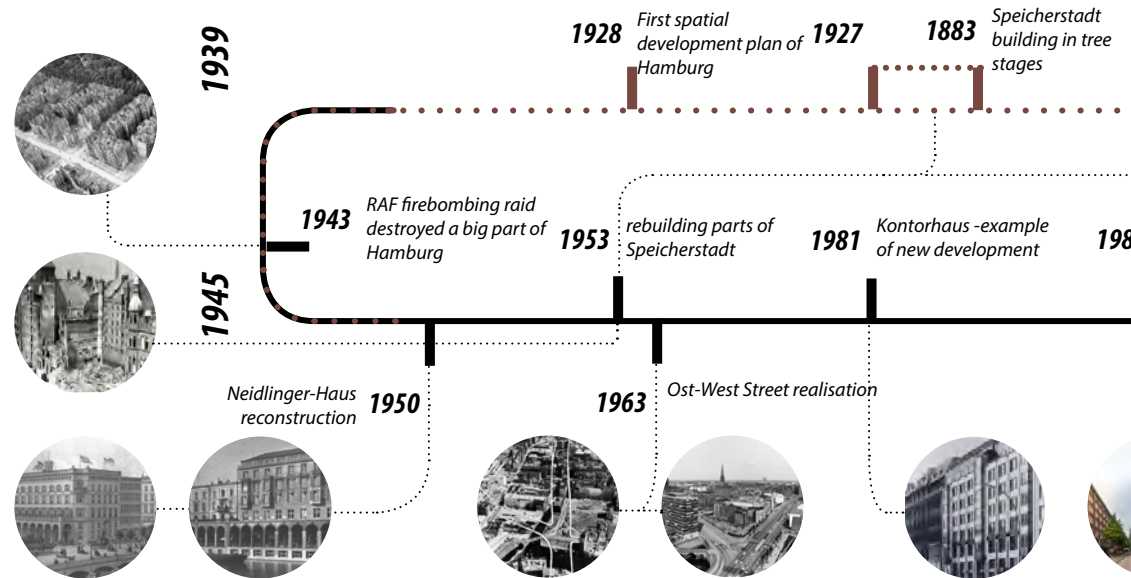 1939
1928
First spatial
development plan of
Hamburg
1927
1883
Speicherstadt
building in tree
stages
1943
RAF firebombing raid
destroyed a big part of
Hamburg
1953
rebuilding parts of
Speicherstadt
1981
Kontorhaus -example
of new development
198
1945
Neidlinger-Haus
reconstruction
1950
1963
Ost-West Street realisation